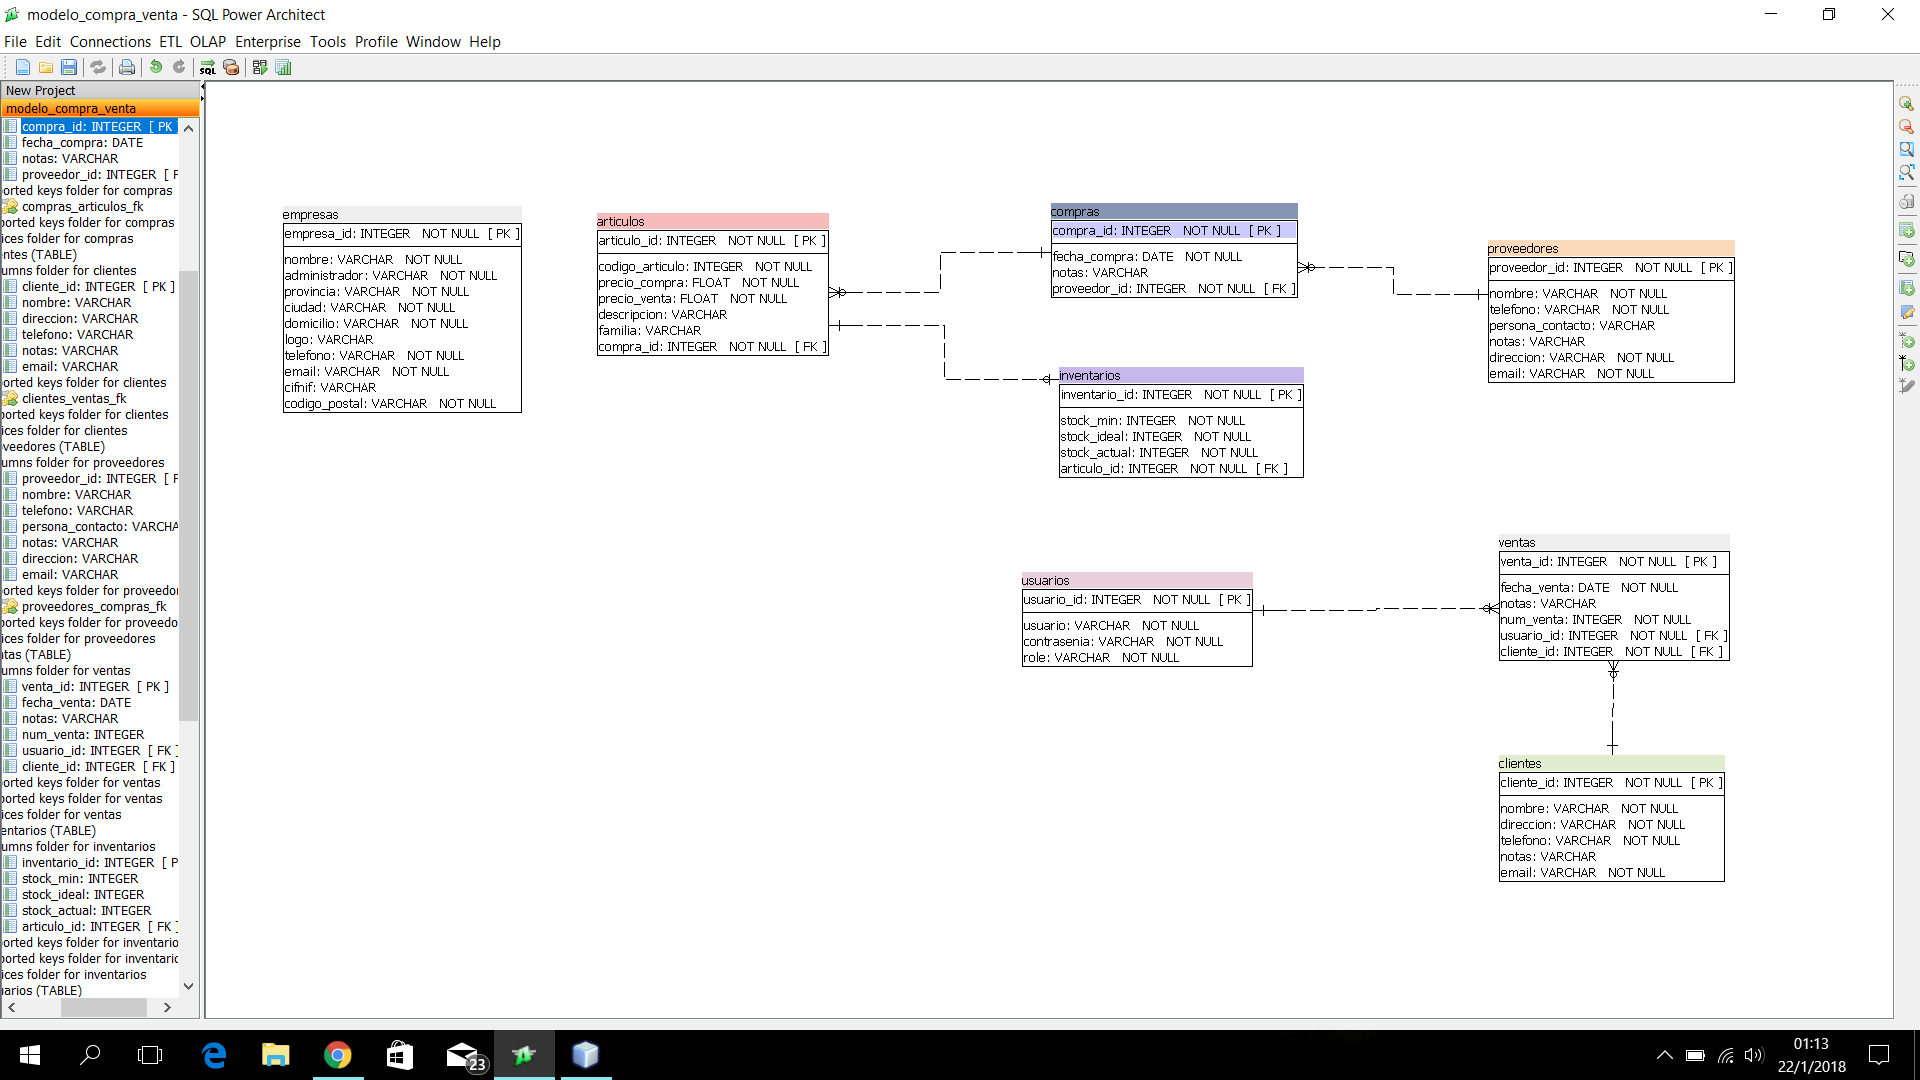 modelo_compra_venta - SQL Power Architect
File Edit Connections ETL OLAP Enterprise Tools Profile Window Help
SQL
New Project
modelo_compra_venta
compra_id: INTEGER [ PK
fecha_compra: DATE
notas: VARCHAR
proveedor_id: INTEGER [ F
orted keys folder for compras
compras_articulos_fk
ported keys folder for compras
ices folder for compras
entes (TABLE)
umns folder for clientes
cliente_id: INTEGER [ PK ]
nombre: VARCHAR
direccion: VARCHAR
telefono: VARCHAR
notas: VARCHAR
email: VARCHAR
orted keys folder for clientes
clientes_ventas_fk
ported keys folder for clientes
ices folder for clientes
veedores (TABLE)
umns folder for proveedores
proveedor_id: INTEGER [ F
nombre: VARCHAR
telefono: VARCHAR
persona_contacto: VARCHA
notas: VARCHAR
direccion: VARCHAR
email: VARCHAR
orted keys folder for proveedor
proveedores_compras_fk
ported keys folder for proveedo
ices folder for proveedores
tas (TABLE)
umns folder for ventas
venta_id: INTEGER [ PK ]
fecha_venta: DATE
notas: VARCHAR
num_venta: INTEGER
usuario_id: INTEGER [ FK ]
cliente_id: INTEGER [ FK ]
orted keys folder for ventas
ported keys folder for ventas
ices folder for ventas
entarios (TABLE)
umns folder for inventarios
inventario_id: INTEGER [ P
stock_min: INTEGER
stock_ideal: INTEGER
stock_actual: INTEGER
articulo_id: INTEGER [ FK ]
orted keys folder for inventario
ported keys folder for inventaric
ices folder for inventarios
uarios (TABLE)
empresas
empresa_id: INTEGER NOT NULL [ PK ]
nombre: VARCHAR NOT NULL
administrador: VARCHAR NOT NULL
provincia: VARCHAR NOT NULL
ciudad: VARCHAR NOT NULL
domicilio: VARCHAR NOT NULL
logo: VARCHAR
telefono: VARCHAR NOT NULL
email: VARCHAR NOT NULL
cifnif: VARCHAR
codigo_postal: VARCHAR NOT NULL
articulos
articulo_id: INTEGER NOT NULL [ PK ]
codigo_articulo: INTEGER NOT NULL
precio_compra: FLOAT NOT NULL
precio_venta: FLOAT NOT NULL
descripcion: VARCHAR
familia: VARCHAR
compra_id: INTEGER NOT NULL [ FK ]
compras
compra_id: INTEGER NOT NULL [ PK ]
fecha_compra: DATE NOT NULL
notas: VARCHAR
proveedor_id: INTEGER NOT NULL [ FK ]
proveedores
proveedor_id: INTEGER NOT NULL [ PK ]
nombre: VARCHAR NOT NULL
telefono: VARCHAR NOT NULL
persona_contacto: VARCHAR
notas: VARCHAR
direccion: VARCHAR NOT NULL
email: VARCHAR NOT NULL
inventarios
inventario_id: INTEGER NOT NULL [ PK ]
stock_min: INTEGER NOT NULL
stock_ideal: INTEGER NOT NULL
stock_actual: INTEGER NOT NULL
articulo_id: INTEGER NOT NULL [ FK ]
usuarios
usuario_id: INTEGER NOT NULL [ PK ]
usuario: VARCHAR NOT NULL
contrasenia: VARCHAR NOT NULL
role: VARCHAR NOT NULL
ventas
venta_id: INTEGER NOT NULL [ PK ]
fecha_venta: DATE NOT NULL
notas: VARCHAR
num_venta: INTEGER NOT NULL
usuario_id: INTEGER NOT NULL [ FK ]
cliente_id: INTEGER NOT NULL [ FK ]
clientes
cliente_id: INTEGER NOT NULL [ PK ]
nombre: VARCHAR NOT NULL
direccion: VARCHAR NOT NULL
telefono: VARCHAR NOT NULL
notas: VARCHAR
email: VARCHAR NOT NULL
23
01:13
22/1/2018